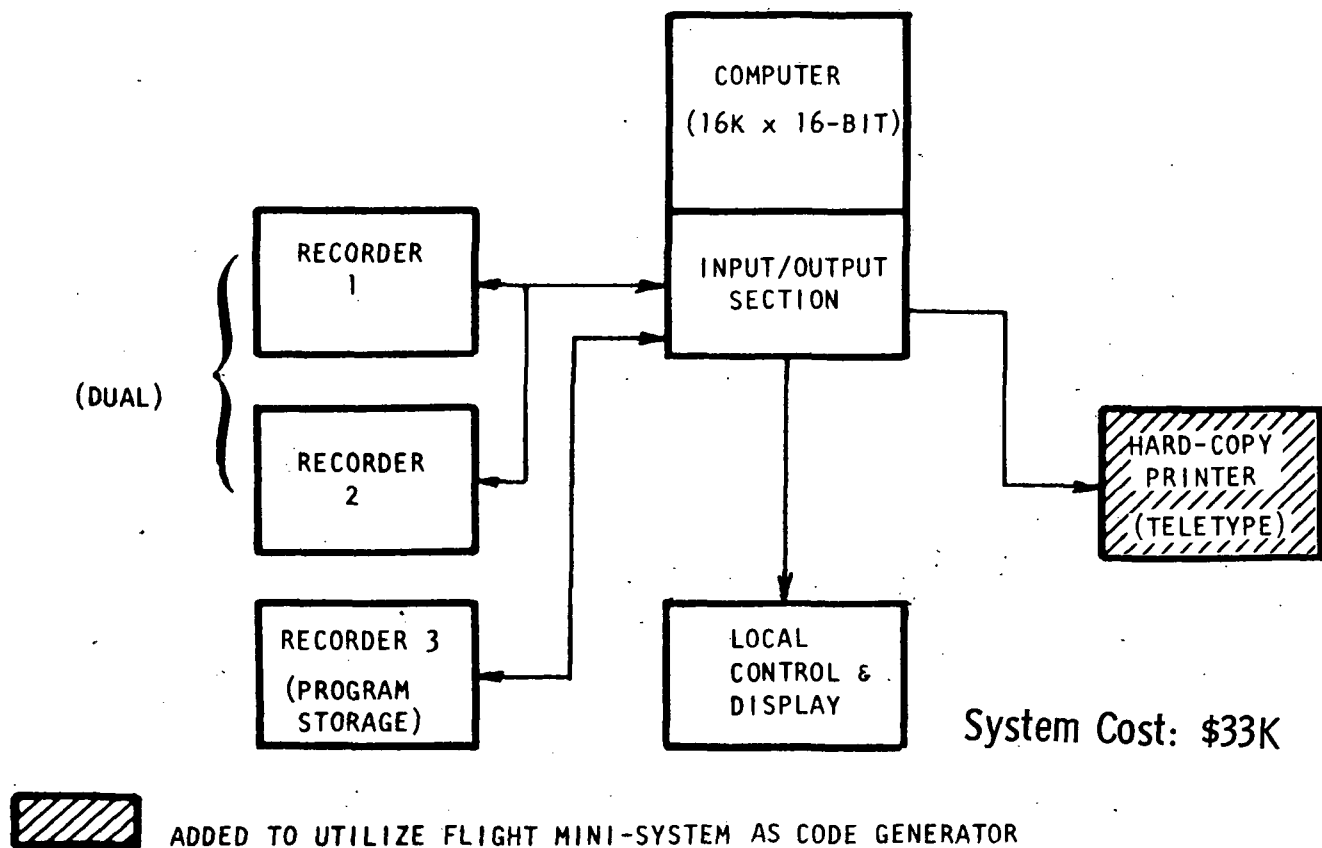 COMPUTER
(16K x 16-BIT)
INPUT/OUTPUT
SECTION
RECORDER
1
(DUAL)
RECORDER
2
RECORDER 3
(PROGRAM
STORAGE)
LOCAL
CONTROL &
DISPLAY
HARD-COPY
PRINTER
(TELETYPE)
System Cost: $33K
ADDED TO UTILIZE FLIGHT MINI-SYSTEM AS CODE GENERATOR